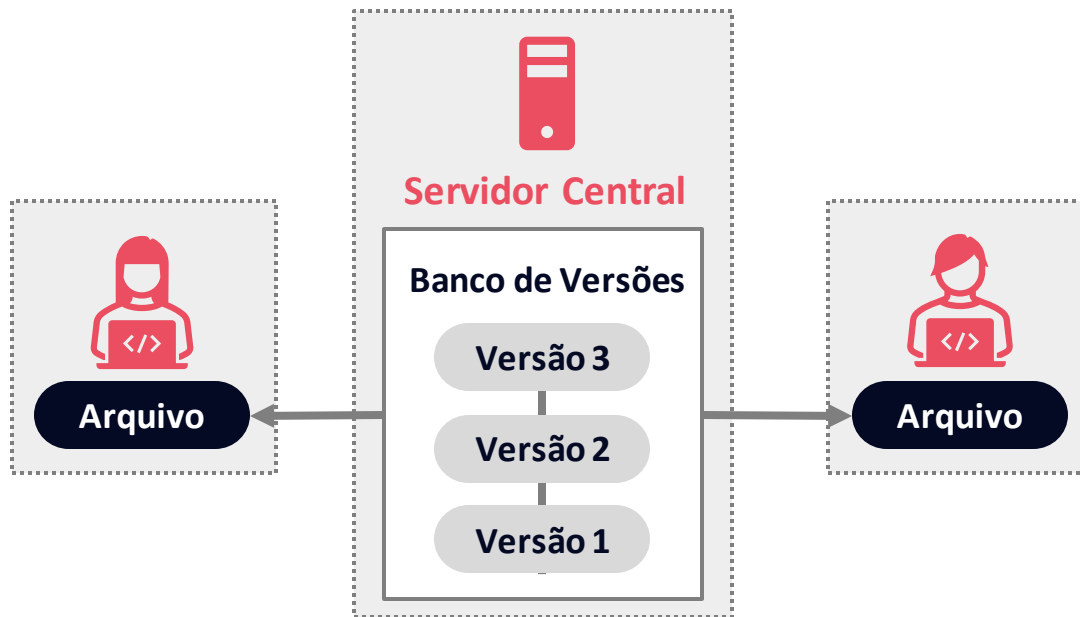 Servidor Central
Banco de Versões
Versão 3
Arquivo
Versão 2
Arquivo
Versão 1
</>
</>